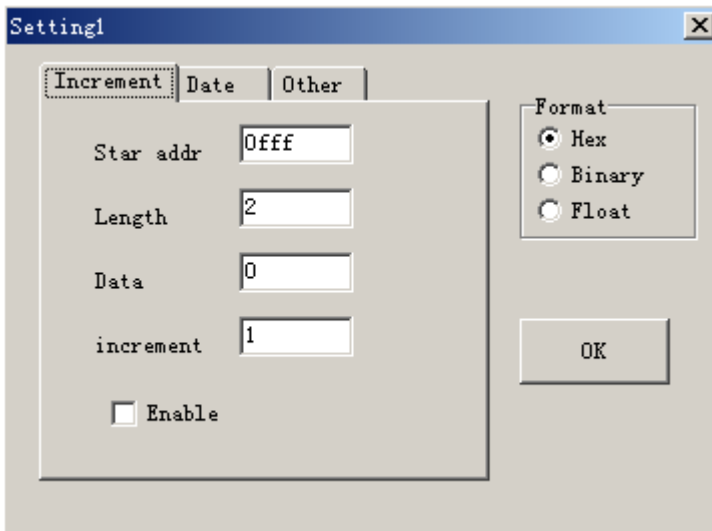 Setting1
Increment Date Other
Star addr 0fff
Length 2
Data 0
increment 1
Enable
Format
Hex
Binary
Float
OK